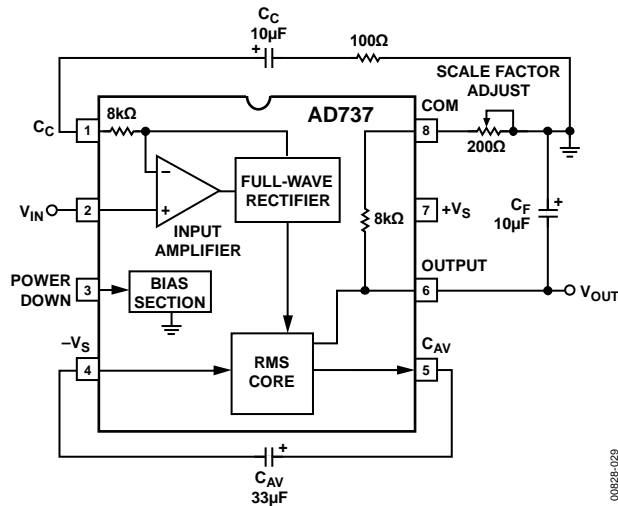 C_C
10µF
+
100Ω
SCALE FACTOR
ADJUST
8kΩ
AD737
COM
C_C
1
8
200Ω
−
FULL-WAVE
RECTIFIER
V_IN
2
+
INPUT
AMPLIFIER
8kΩ
7
+V_S
C_F
10µF
+
POWER
DOWN
3
BIAS
SECTION
OUTPUT
6
V_OUT
−V_S
4
RMS
CORE
C_AV
5
+
C_AV
33µF
00828-029